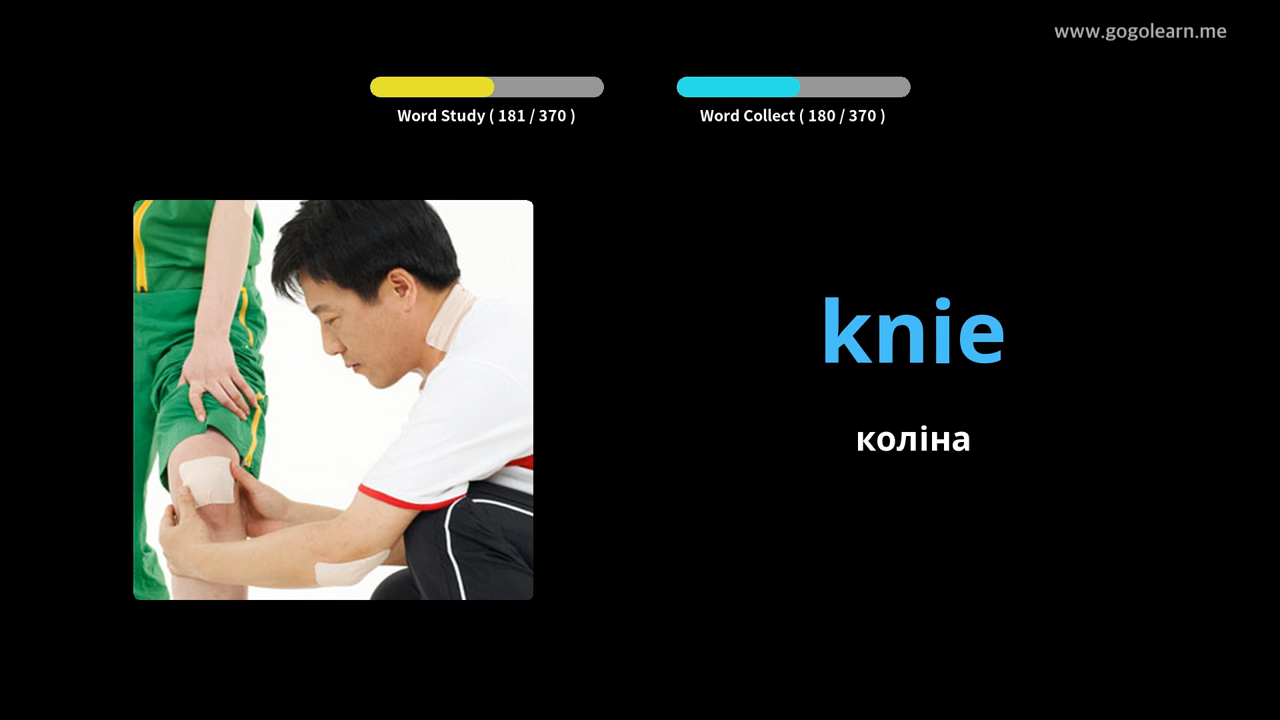 www.gogolearn.me
Word Study ( 181 / 370 )
Word Collect ( 180 / 370 )
knie
коліна